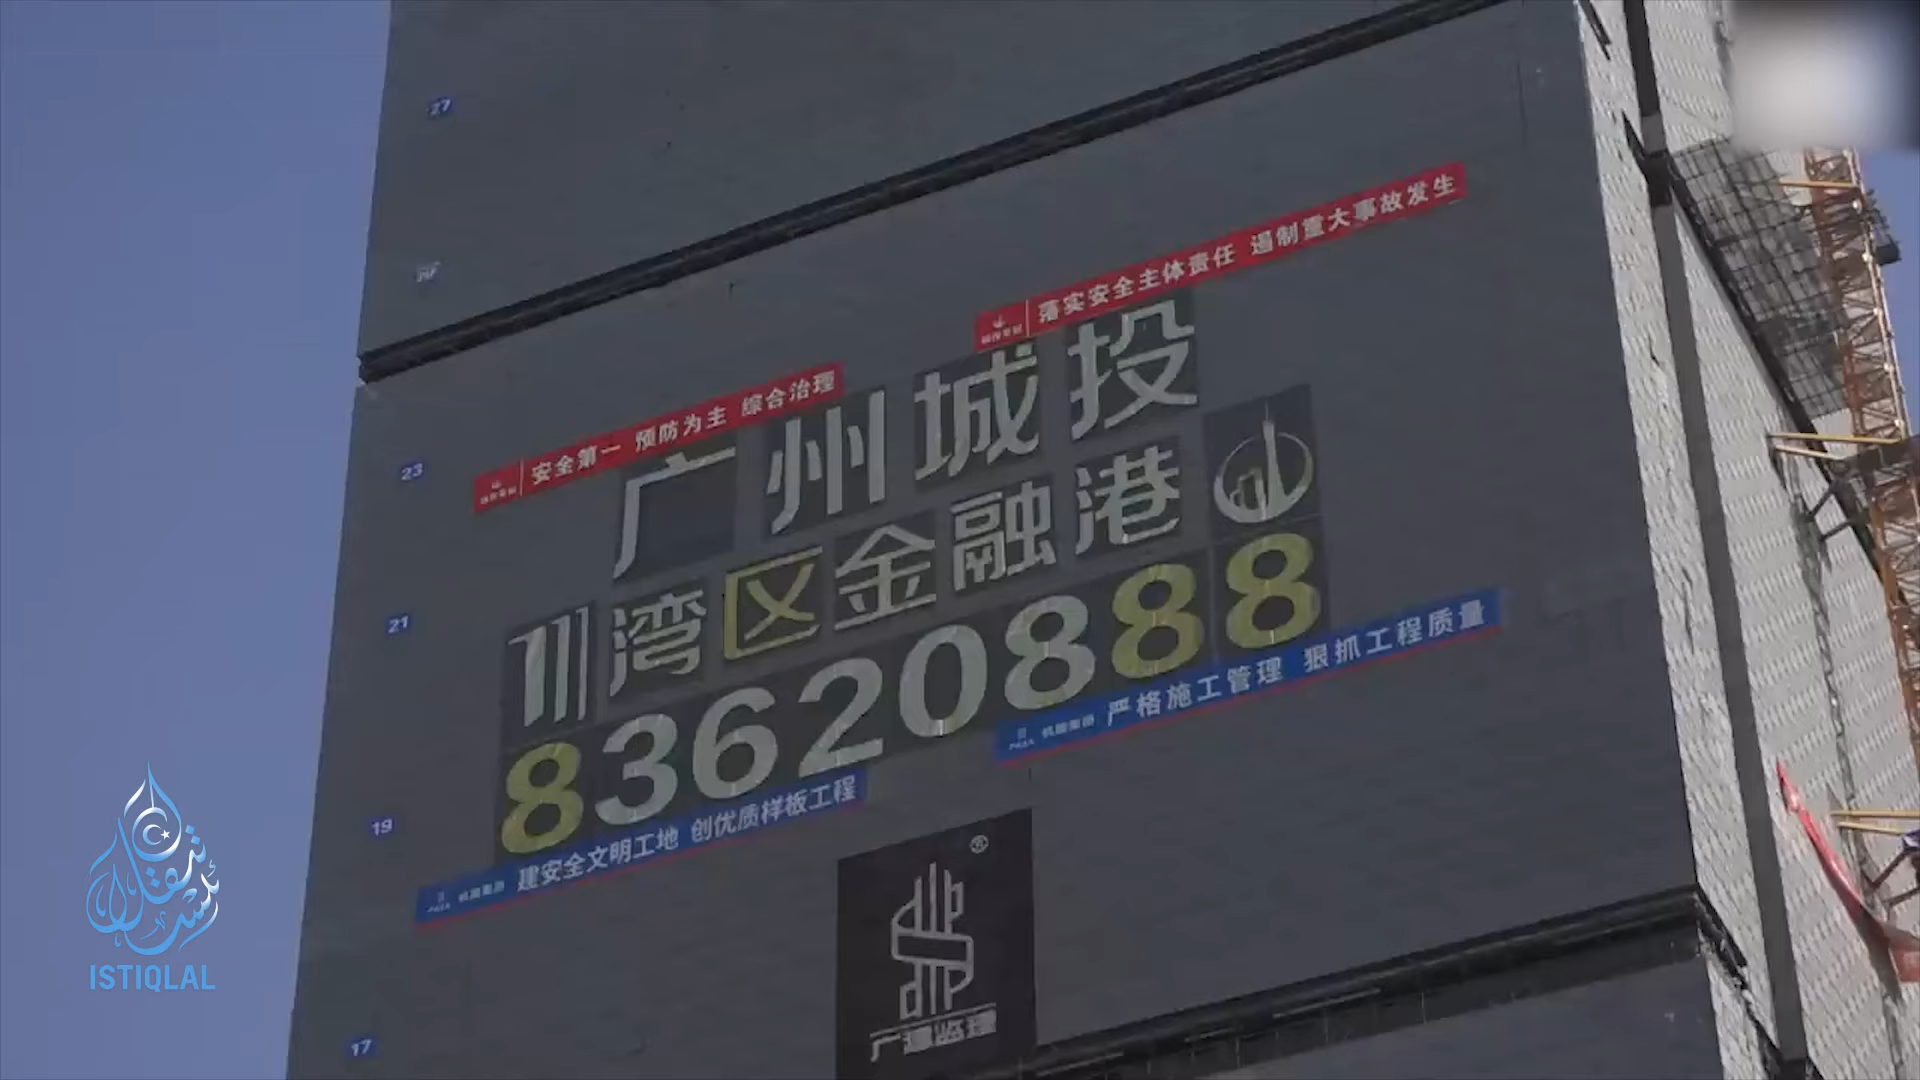 27
落实安全主体责任 遏制重大事故发生
安全第一 预防为主 综合治理
23
广州城投
湾区金融港
21
83620888
严格施工管理 狠抓工程质量
建安全文明工地 创优质样板工程
19
®
广建监理
17
ISTIQLAL